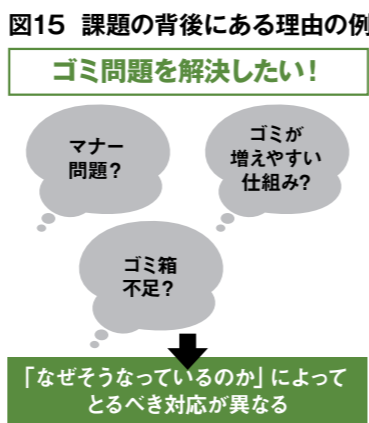 図15 課題の背後にある理由の例
ゴミ問題を解決したい！
マナー
問題？
ゴミが
増えやすい
仕組み？
ゴミ箱
不足？
「なぜそうなっているのか」によって
とるべき対応が異なる